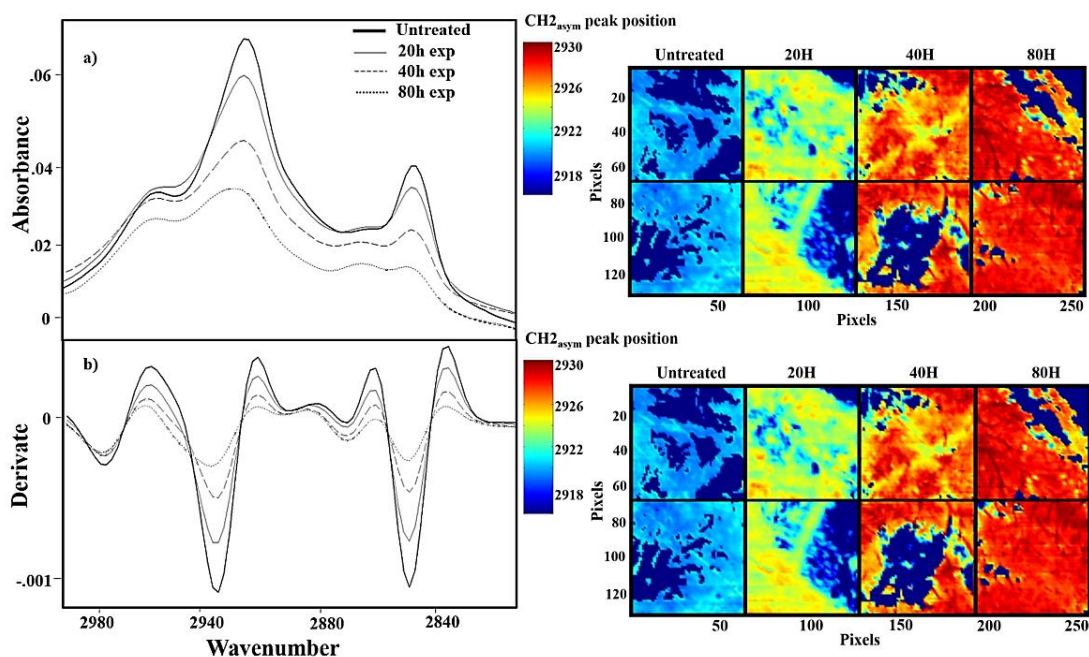 a)
Untreated
20h exp
40h exp
80h exp
.06
.04
.02
0
Absorbance
b)
0
-.001
Derivate
2980 2940 2880 2840
Wavenumber
CH2asym peak position
2930
2926
2922
2918
Untreated 20H 40H 80H
20
40
60
80
100
120
Pixels
50 100 150 200 250
Pixels
CH2asym peak position
2930
2926
2922
2918
Untreated 20H 40H 80H
20
40
60
80
100
120
Pixels
50 100 150 200 250
Pixels